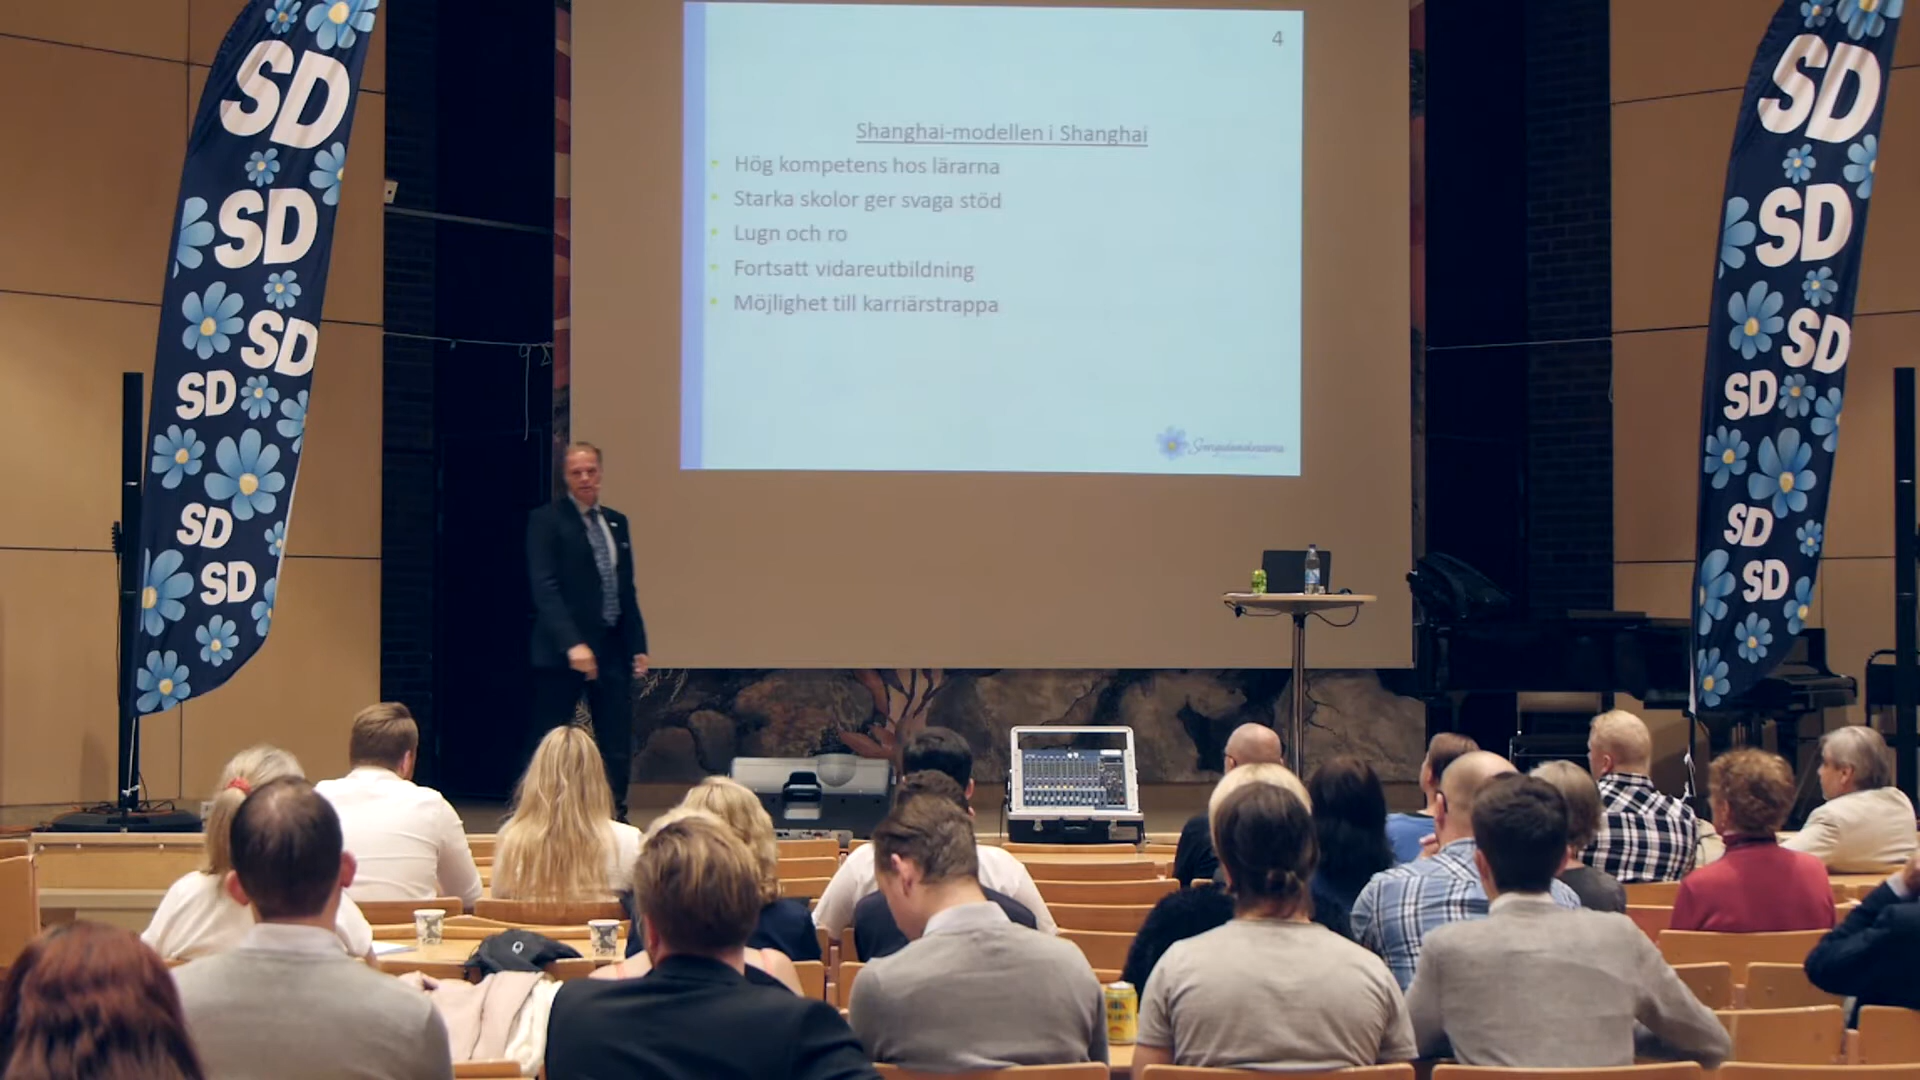 4
Shanghai-modellen i Shanghai
Hög kompetens hos lärarna
Starka skolor ger svaga stöd
Lugn och ro
Fortsatt vidareutbildning
Möjlighet till karriärstrappa
Sverigedemokraterna
SD
SD
SD
SD
SD
SD
SD
SD
SD
SD
SD
SD